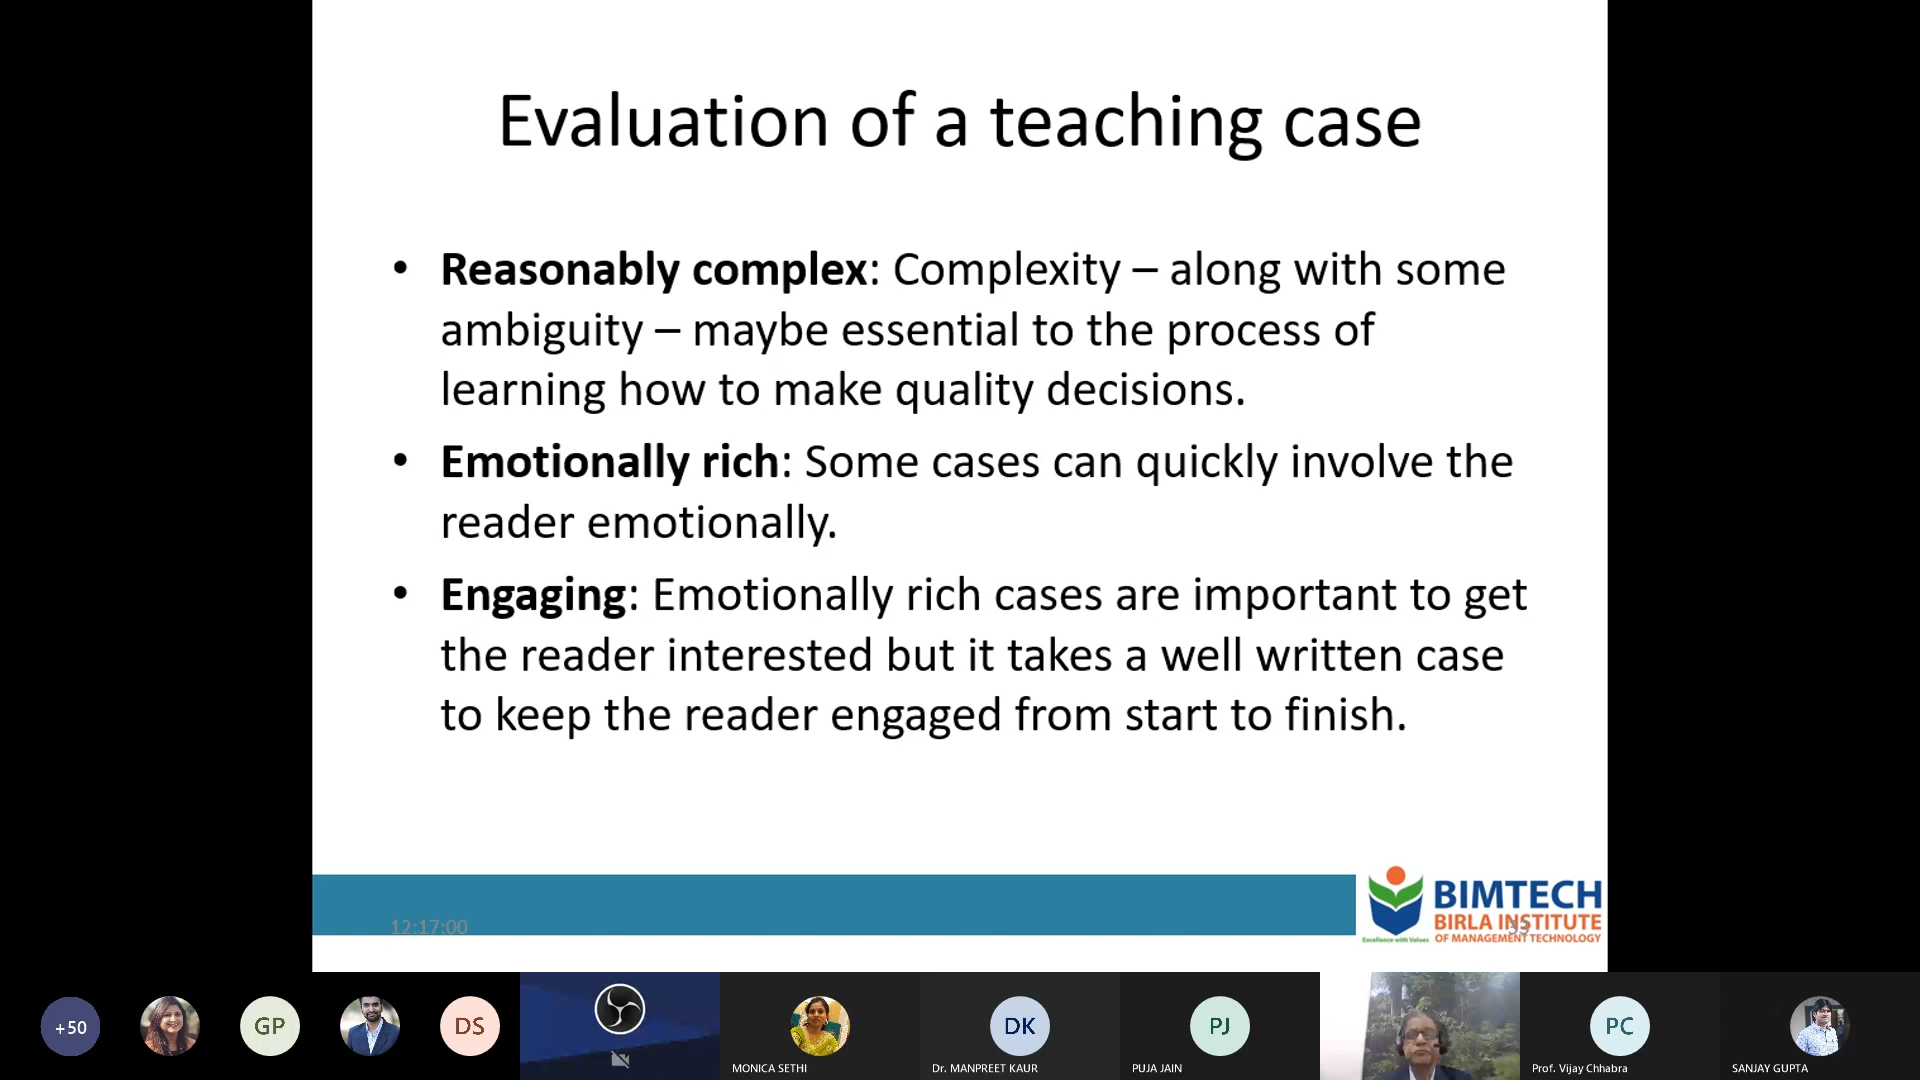 Evaluation of a teaching case
• Reasonably complex: Complexity – along with some
ambiguity – maybe essential to the process of
learning how to make quality decisions.
• Emotionally rich: Some cases can quickly involve the
reader emotionally.
• Engaging: Emotionally rich cases are important to get
the reader interested but it takes a well written case
to keep the reader engaged from start to finish.
12:17:00
BIMTECH
BIRLA INSTITUTE
OF MANAGEMENT TECHNOLOGY
Excellence with Values
+50
GP
DS
MONICA SETHI
DK
Dr. MANPREET KAUR
PJ
PUJA JAIN
PC
Prof. Vijay Chhabra
SANJAY GUPTA